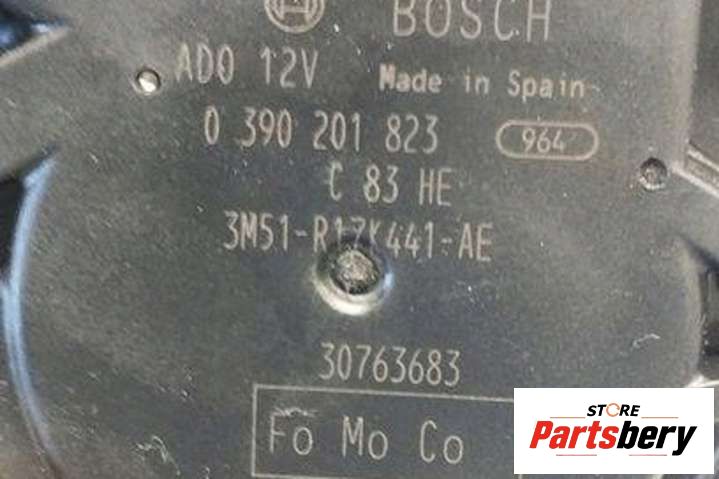 BOSCH
AD0 12V Made in Spain
0 390 201 823 964
C 83 HE
3M51-R17K441-AE
30763683
Fo Mo Co
STORE
Partsbery